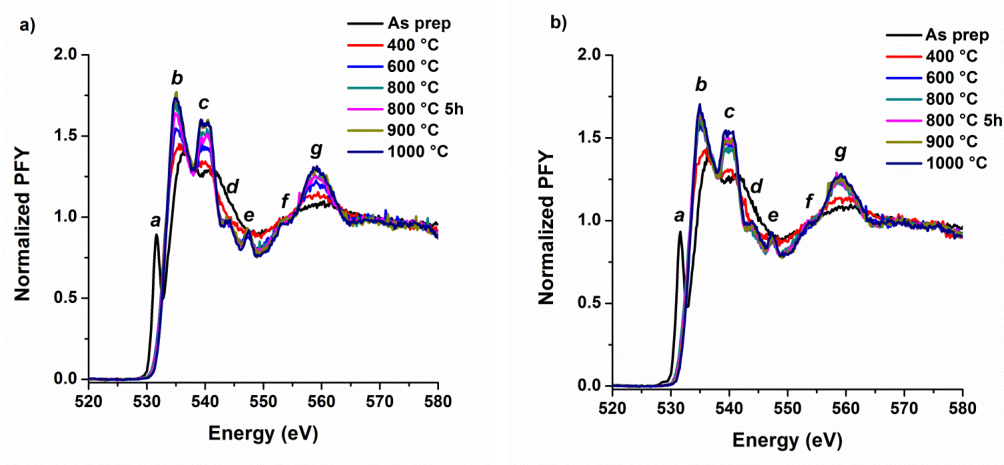 a)
As prep
400 °C
600 °C
800 °C
800 °C 5h
900 °C
1000 °C
2.0
1.5
1.0
0.5
0.0
Normalized PFY
a
b
c
d
e
f
g
520 530 540 550 560 570 580
Energy (eV)
b)
As prep
400 °C
600 °C
800 °C
800 °C 5h
900 °C
1000 °C
2.0
1.5
1.0
0.5
0.0
Normalized PFY
a
b
c
d
e
f
g
520 530 540 550 560 570 580
Energy (eV)